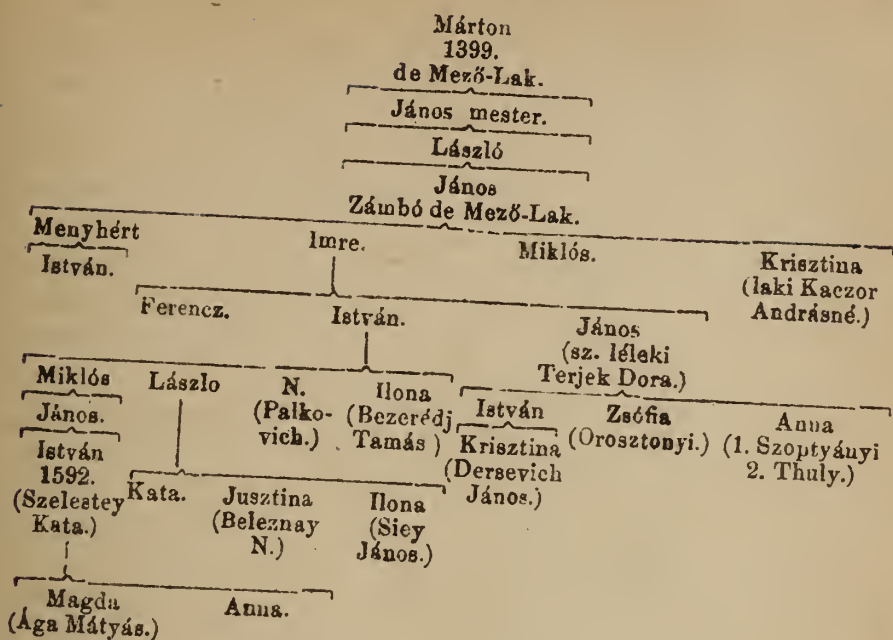 Márton
1399.
de Mező-Lak.
János mester.
László
János
Zámbó de Mező-Lak.
Menyhért Imre. Miklós. Krisztina
István. (laki Kaczor
Andrásné.)
Ferencz. István. János
(sz. léleki
Terjek Dora.)
Miklós Lászlo N. Ilona István Zsófia Anna
(Palko- (Bezerédj (Orosztonyi.) (1. Szoptyányi
János. vich.) Tamás) Krisztina 2. Thuly.)
István (Dersevich
1592. Kata. Jusztina Ilona János.)
(Szelestey (Beleznay (Siey
Kata.) N.) János.)
Magda Anna.
(Ága Mátyás.)